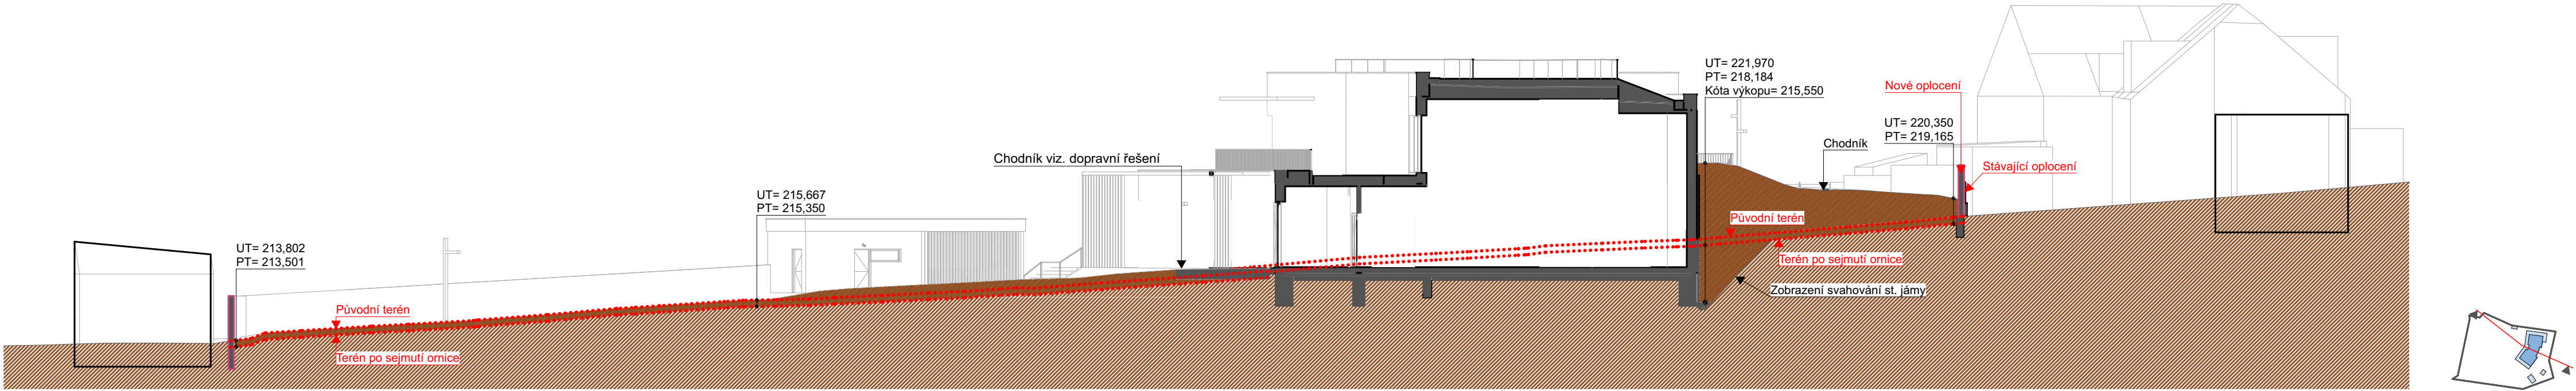 UT= 213,802
PT= 213,501
Původní terén
Terén po sejmutí ornice
UT= 215,667
PT= 215,350
Chodník viz. dopravní řešení
UT= 221,970
PT= 218,184
Kóta výkopu= 215,550
Původní terén
Terén po sejmutí ornice
Zobrazení svahování st. jámy
Chodník
Nové oplocení
UT= 220,350
PT= 219,165
Stávající oplocení